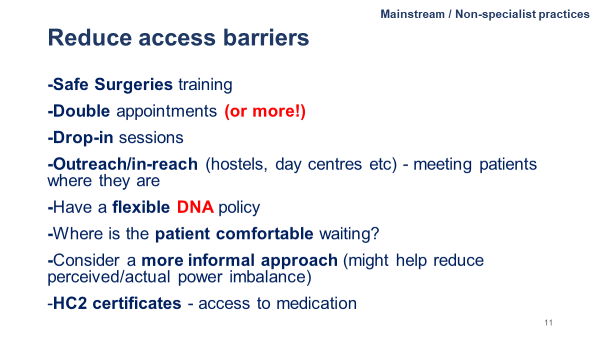 Mainstream / Non-specialist practices
Reduce access barriers
-Safe Surgeries training
-Double appointments (or more!)
-Drop-in sessions
-Outreach/in-reach (hostels, day centres etc) - meeting patients
where they are
-Have a flexible DNA policy
-Where is the patient comfortable waiting?
-Consider a more informal approach (might help reduce
perceived/actual power imbalance)
-HC2 certificates - access to medication
11